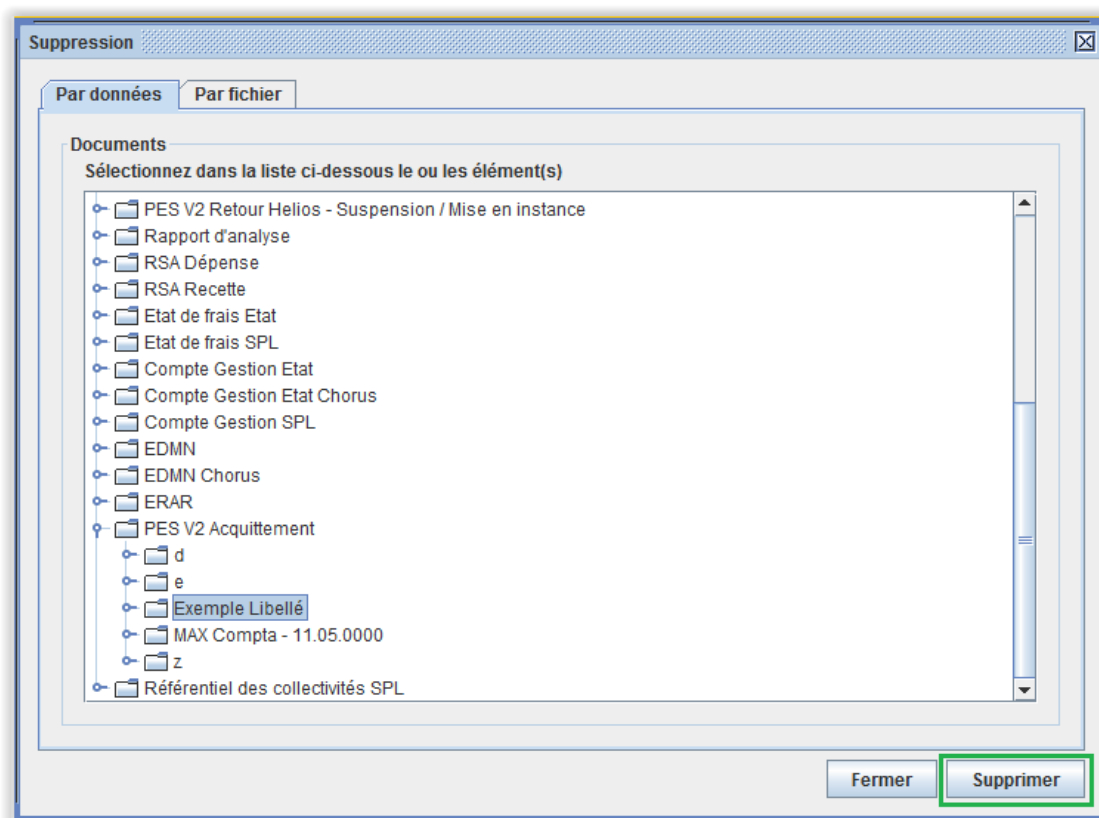 Suppression
Par données Par fichier
Documents
Sélectionnez dans la liste ci-dessous le ou les élément(s)
PES V2 Retour Helios - Suspension / Mise en instance
Rapport d'analyse
RSA Dépense
RSA Recette
Etat de frais Etat
Etat de frais SPL
Compte Gestion Etat
Compte Gestion Etat Chorus
Compte Gestion SPL
EDMN
EDMN Chorus
ERAR
PES V2 Acquittement
d
e
Exemple Libellé
MAX Compta - 11.05.0000
z
Référentiel des collectivités SPL
Fermer Supprimer